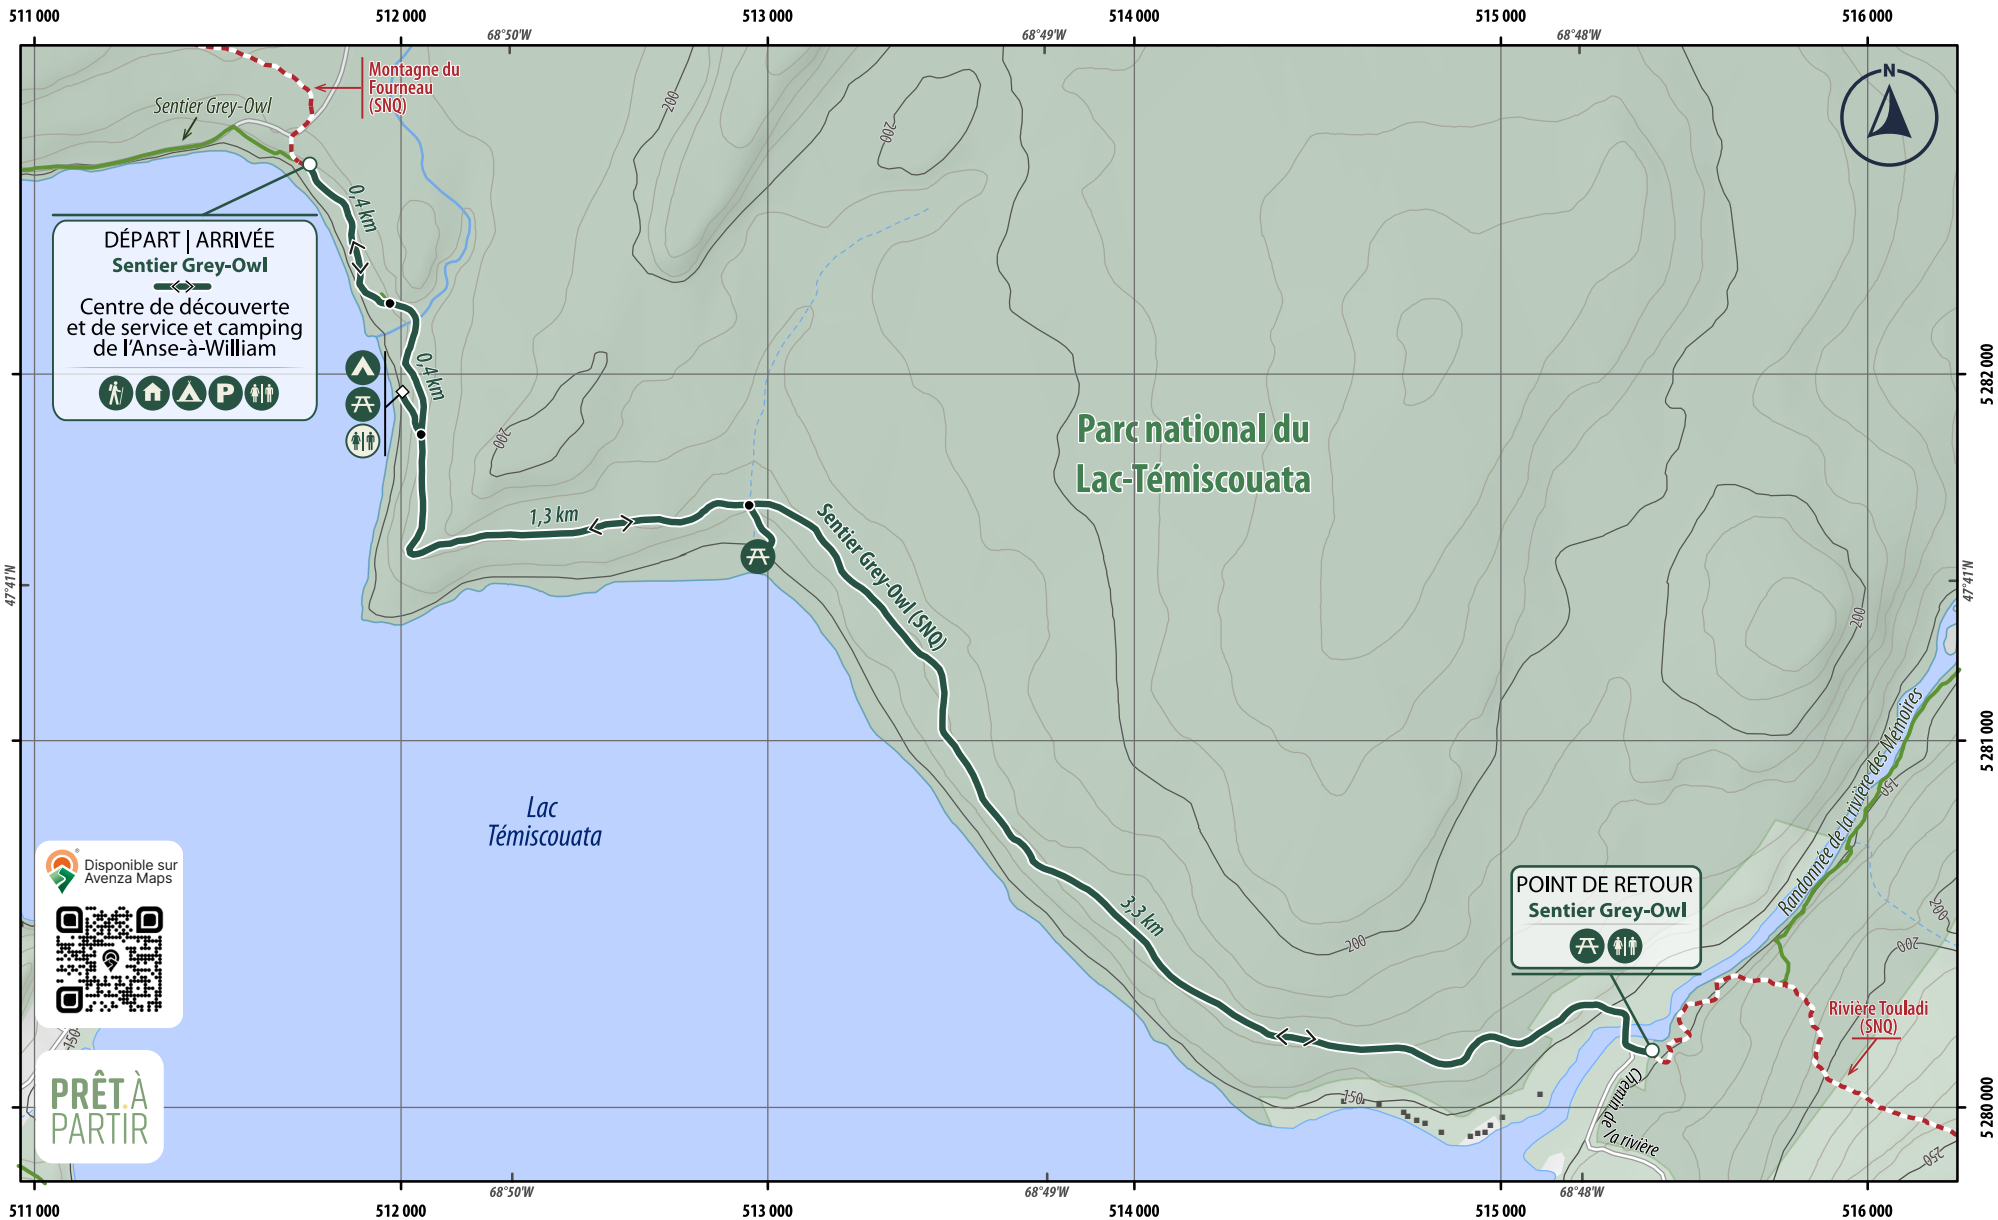 511 000
512 000
513 000
514 000
515 000
516 000
68°50'W
68°49'W
68°48'W
Montagne du
Fourneau
(SNQ)
Sentier Grey-Owl
N
200
200
0,4 km
DÉPART | ARRIVÉE
Sentier Grey-Owl
Centre de découverte
et de service et camping
de l'Anse-à-William
P
0,4 km
5 282 000
200
Parc national du
Lac-Témiscouata
1,3 km
Sentier Grey-Owl (SNQ)
47°41'N
47°41'N
200
5 281 000
Randonnée de la rivière des Mémoires
150
Lac
Témiscouata
Disponible sur
Avenza Maps
POINT DE RETOUR
Sentier Grey-Owl
3,3 km
200
200
200
Rivière Touladi
(SNQ)
150
150
Chemin de
la rivière
250
5 280 000
PRÊT À
PARTIR
68°50'W
68°49'W
68°48'W
511 000
512 000
513 000
514 000
515 000
516 000